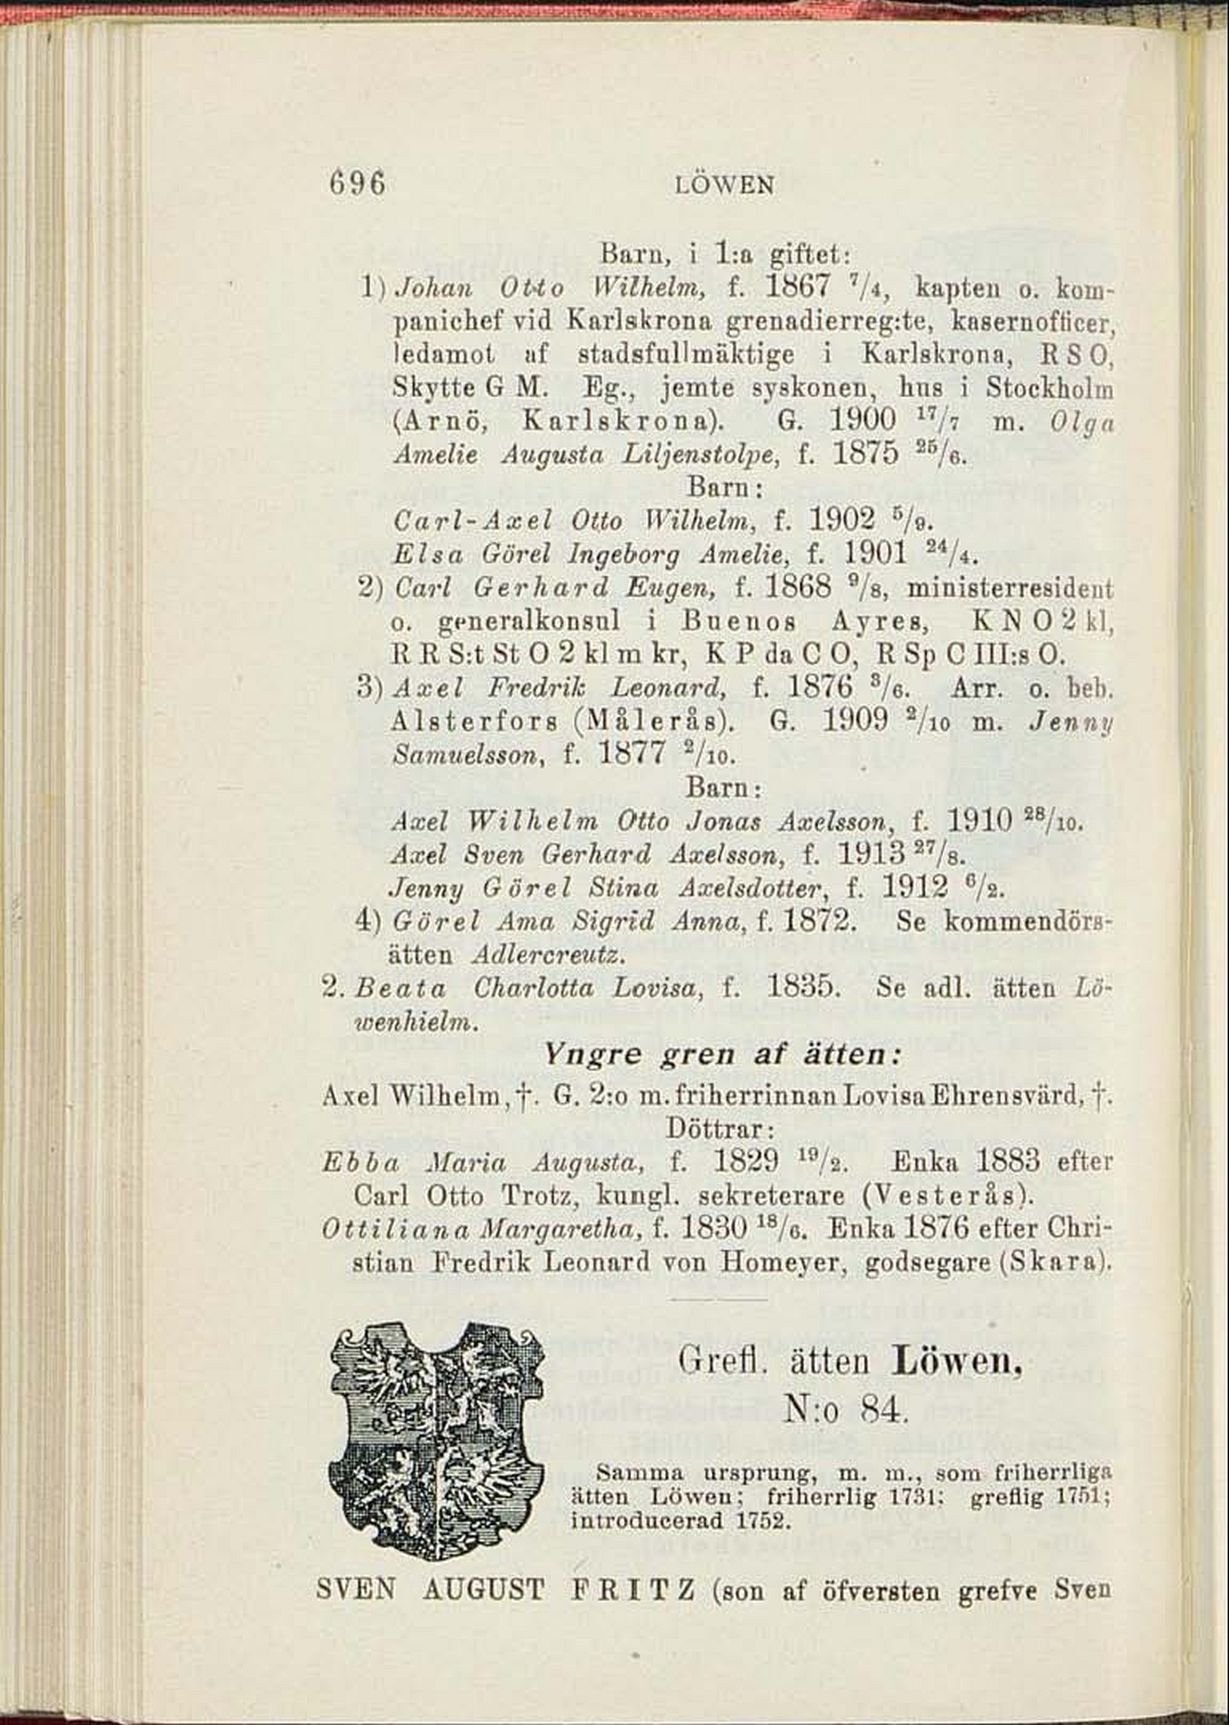 696 LÖWEN
Barn, i 1:a giftet:
1) Johan Otto Wilhelm, f. 1867 7/4, kapten o. kom-
panichef vid Karlskrona grenadierreg:te, kasernofficer,
ledamot af stadsfullmäktige i Karlskrona, R S O,
Skytte G M. Eg., jemte syskonen, hus i Stockholm
(Arnö, Karlskrona). G. 1900 17/7 m. Olga
Amelie Augusta Liljenstolpe, f. 1875 25/6.
Barn:
Carl-Axel Otto Wilhelm, f. 1902 5/9.
Elsa Görel Ingeborg Amelie, f. 1901 24/4.
2) Carl Gerhard Eugen, f. 1868 9/8, ministerresident
o. generalkonsul i Buenos Ayres, K N O 2 kl,
R R S:t St O 2 kl m kr, K P da C O, R Sp C III:s O.
3) Axel Fredrik Leonard, f. 1876 3/6. Arr. o. beb.
Alsterfors (Målerås). G. 1909 2/10 m. Jenny
Samuelsson, f. 1877 2/10.
Barn:
Axel Wilhelm Otto Jonas Axelsson, f. 1910 28/10.
Axel Sven Gerhard Axelsson, f. 1913 27/8.
Jenny Görel Stina Axelsdotter, f. 1912 6/2.
4) Görel Ama Sigrid Anna, f. 1872. Se kommendörs-
ätten Adlercreutz.
2. Beata Charlotta Lovisa, f. 1835. Se adl. ätten Lö-
wenhielm.
Yngre gren af ätten:
Axel Wilhelm, †. G. 2:o m. friherrinnan Lovisa Ehrensvärd, †.
Döttrar:
Ebba Maria Augusta, f. 1829 19/2. Enka 1883 efter
Carl Otto Trotz, kungl. sekreterare (Vesterås).
Ottiliana Margaretha, f. 1830 18/6. Enka 1876 efter Chri-
stian Fredrik Leonard von Homeyer, godsegare (Skara).
Grefl. ätten Löwen,
N:o 84.
Samma ursprung, m. m., som friherrliga
ätten Löwen; friherrlig 1731; greflig 1751;
introducerad 1752.
SVEN AUGUST FRITZ (son af öfversten grefve Sven